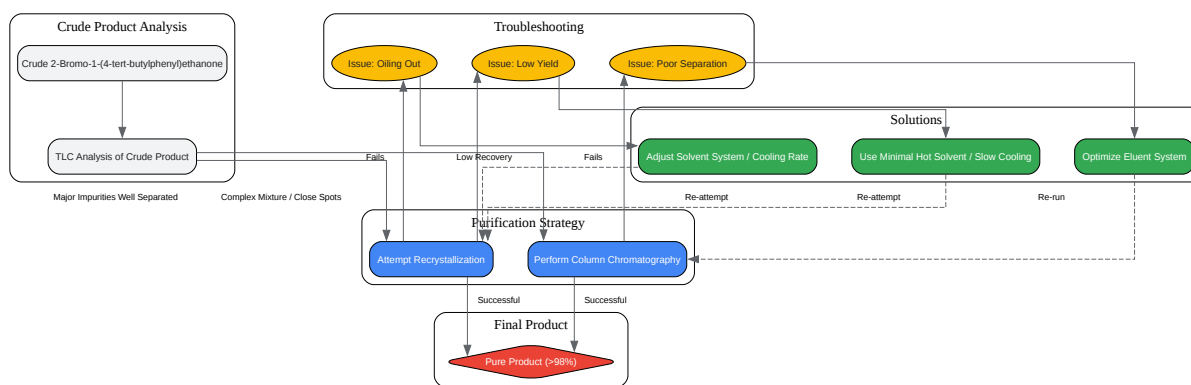 Crude Product Analysis
Crude 2-Bromo-1-(4-tert-butylphenyl)ethanone
TLC Analysis of Crude Product
Troubleshooting
Issue: Oiling Out
Issue: Low Yield
Issue: Poor Separation
Solutions
Adjust Solvent System / Cooling Rate
Use Minimal Hot Solvent / Slow Cooling
Optimize Eluent System
Fails
Low Recovery
Fails
Major Impurities Well Separated
Complex Mixture / Close Spots
Re-attempt
Re-attempt
Re-run
Purification Strategy
Attempt Recrystallization
Perform Column Chromatography
Successful
Successful
Final Product
Pure Product (>98%)